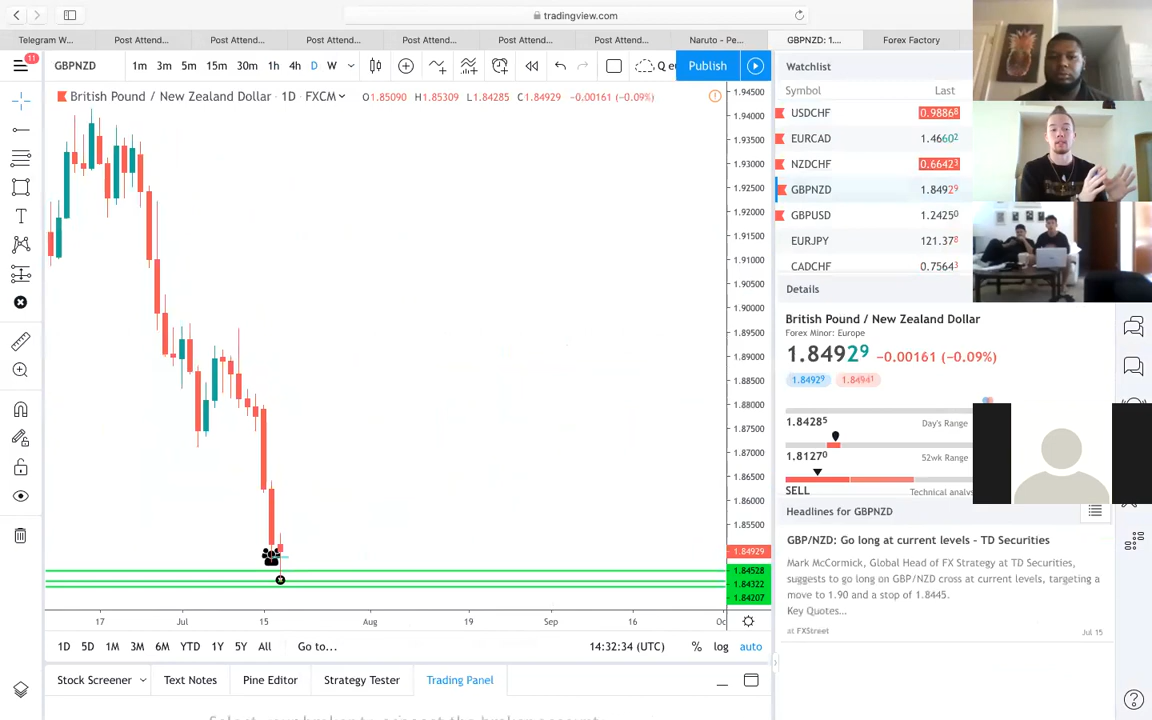 tradingview.com
Telegram W...
Post Attend...
Post Attend...
Post Attend...
Post Attend...
Post Attend...
Post Attend...
Naruto - Pe...
GBPNZD: 1....
Forex Factory
11
GBPNZD
1m 3m 5m 15m 30m 1h 4h D W
Publish
British Pound / New Zealand Dollar · 1D · FXCM
O1.85090 H1.85309 L1.84285 C1.84929 −0.00161 (−0.09%)
1.94500
1.94000
1.93500
1.93000
1.92500
1.92000
1.91500
1.91000
1.90500
1.90000
1.89500
1.89000
1.88500
1.88000
1.87500
1.87000
1.86500
1.86000
1.85500
1.84929
1.84528
1.84322
1.84207
17 Jul 15 Aug 19 Sep 16
1D 5D 1M 3M 6M YTD 1Y 5Y All Go to...
14:32:34 (UTC) % log auto
Stock Screener Text Notes Pine Editor Strategy Tester Trading Panel
Watchlist
Symbol Last
USDCHF 0.98868
EURCAD 1.46602
NZDCHF 0.66423
GBPNZD 1.84929
GBPUSD 1.24250
EURJPY 121.378
CADCHF 0.75643
Details
British Pound / New Zealand Dollar
Forex Minor: Europe
1.84929 −0.00161 (−0.09%)
1.84929 1.84941
1.84285 Day's Range
1.81270 52wk Range
SELL
Headlines for GBPNZD
GBP/NZD: Go long at current levels - TD Securities
Mark McCormick, Global Head of FX Strategy at TD Securities,
suggests to go long on GBP/NZD cross at current levels, targeting a
move to 1.90 and a stop of 1.8445.
Key Quotes...
at FXStreet Jul 15